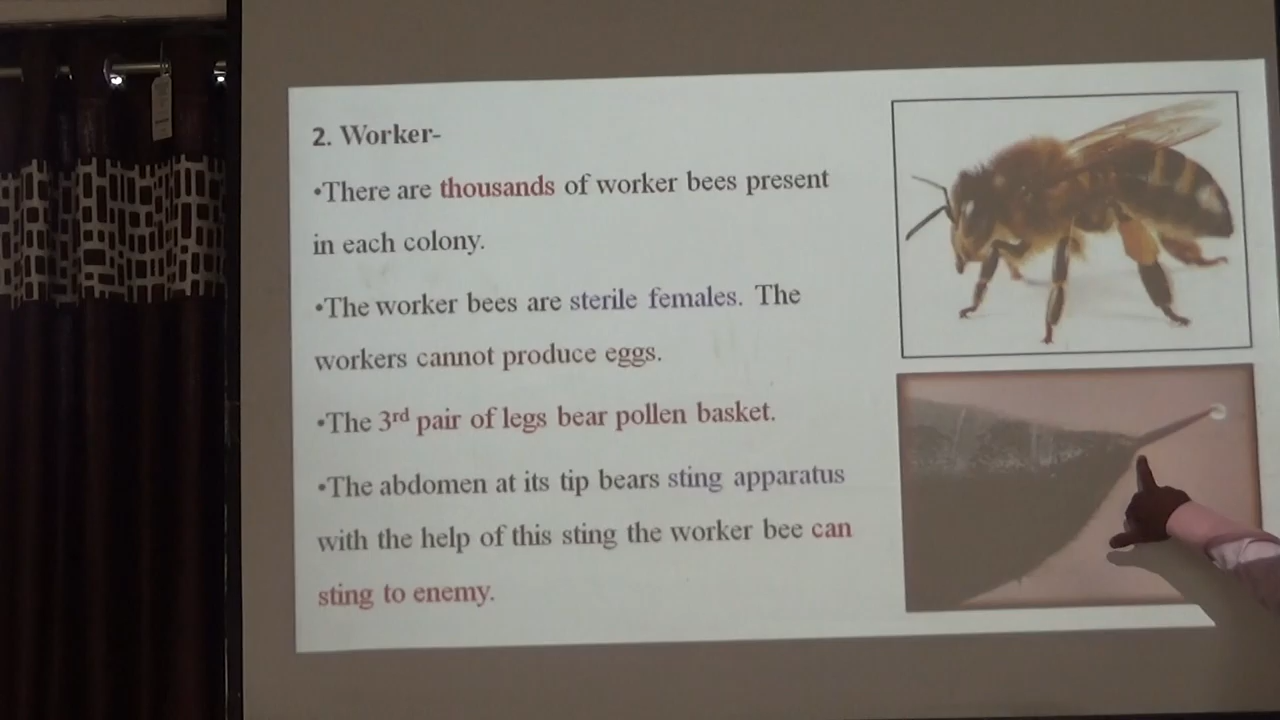 2. Worker-
•There are thousands of worker bees present
in each colony.
•The worker bees are sterile females. The
workers cannot produce eggs.
•The 3rd pair of legs bear pollen basket.
•The abdomen at its tip bears sting apparatus
with the help of this sting the worker bee can
sting to enemy.